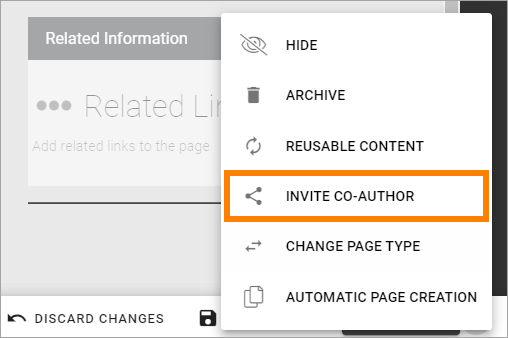 Related Information
Related Li
Add related links to the page
HIDE
ARCHIVE
REUSABLE CONTENT
INVITE CO-AUTHOR
CHANGE PAGE TYPE
AUTOMATIC PAGE CREATION
DISCARD CHANGES